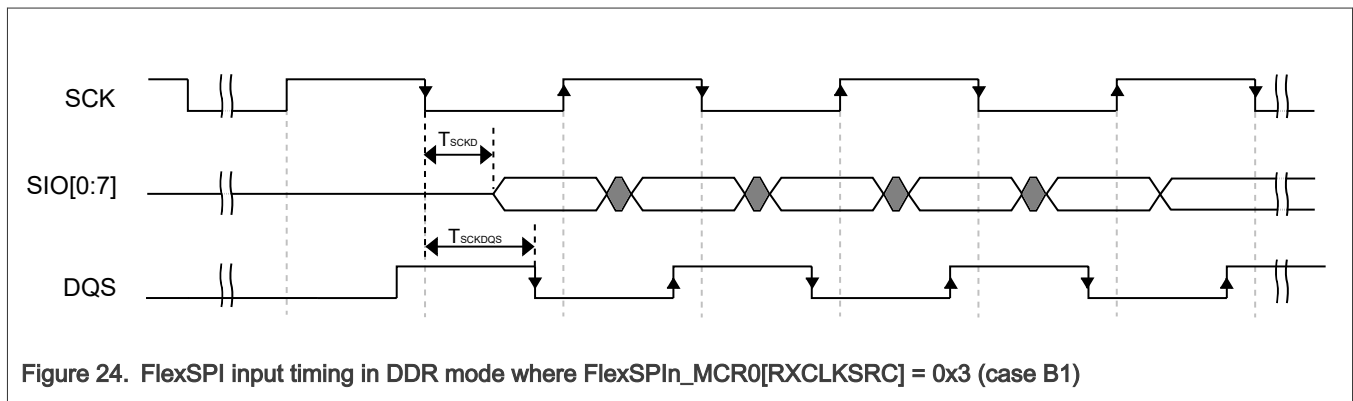 SCK
TSCKD
SIO[0:7]
TSCKDQS
DQS
Figure 24. FlexSPI input timing in DDR mode where FlexSPIn_MCR0[RXCLKSRC] = 0x3 (case B1)